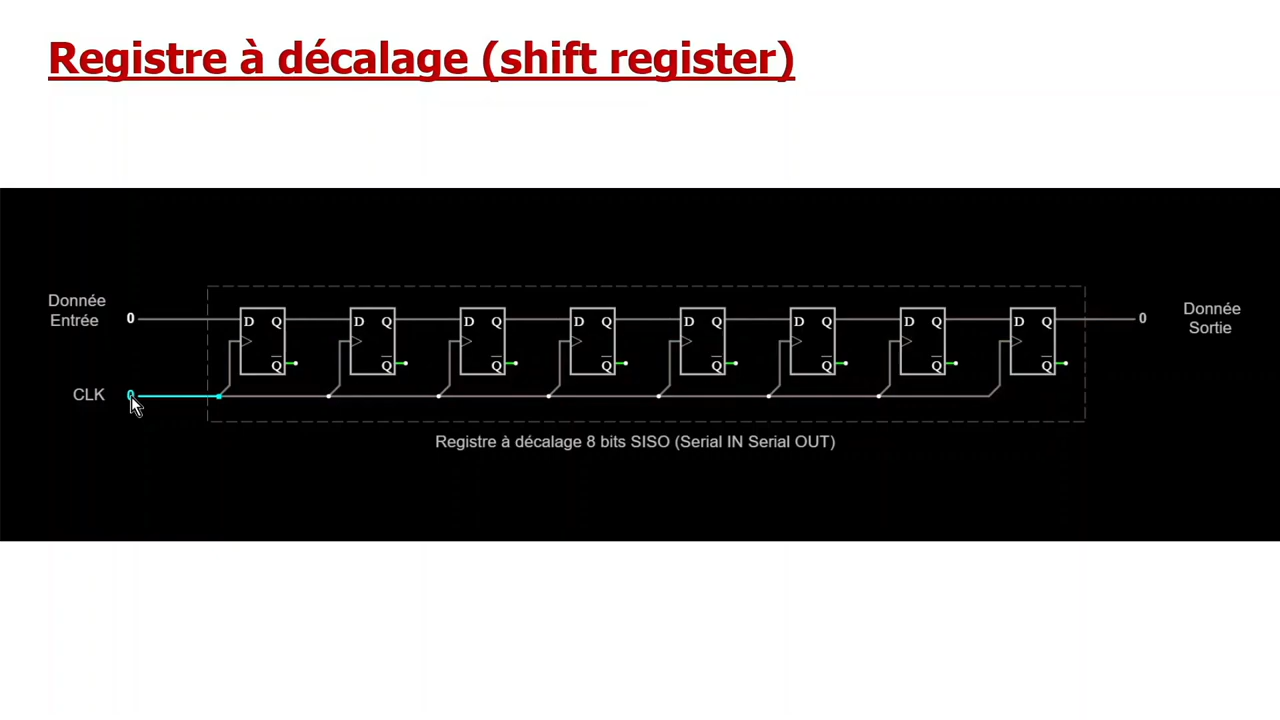 Registre à décalage (shift register)
Donnée
Entrée
0
D Q
Q
D Q
Q
D Q
Q
D Q
Q
D Q
Q
D Q
Q
D Q
Q
D Q
Q
0
Donnée
Sortie
CLK
0
Registre à décalage 8 bits SISO (Serial IN Serial OUT)